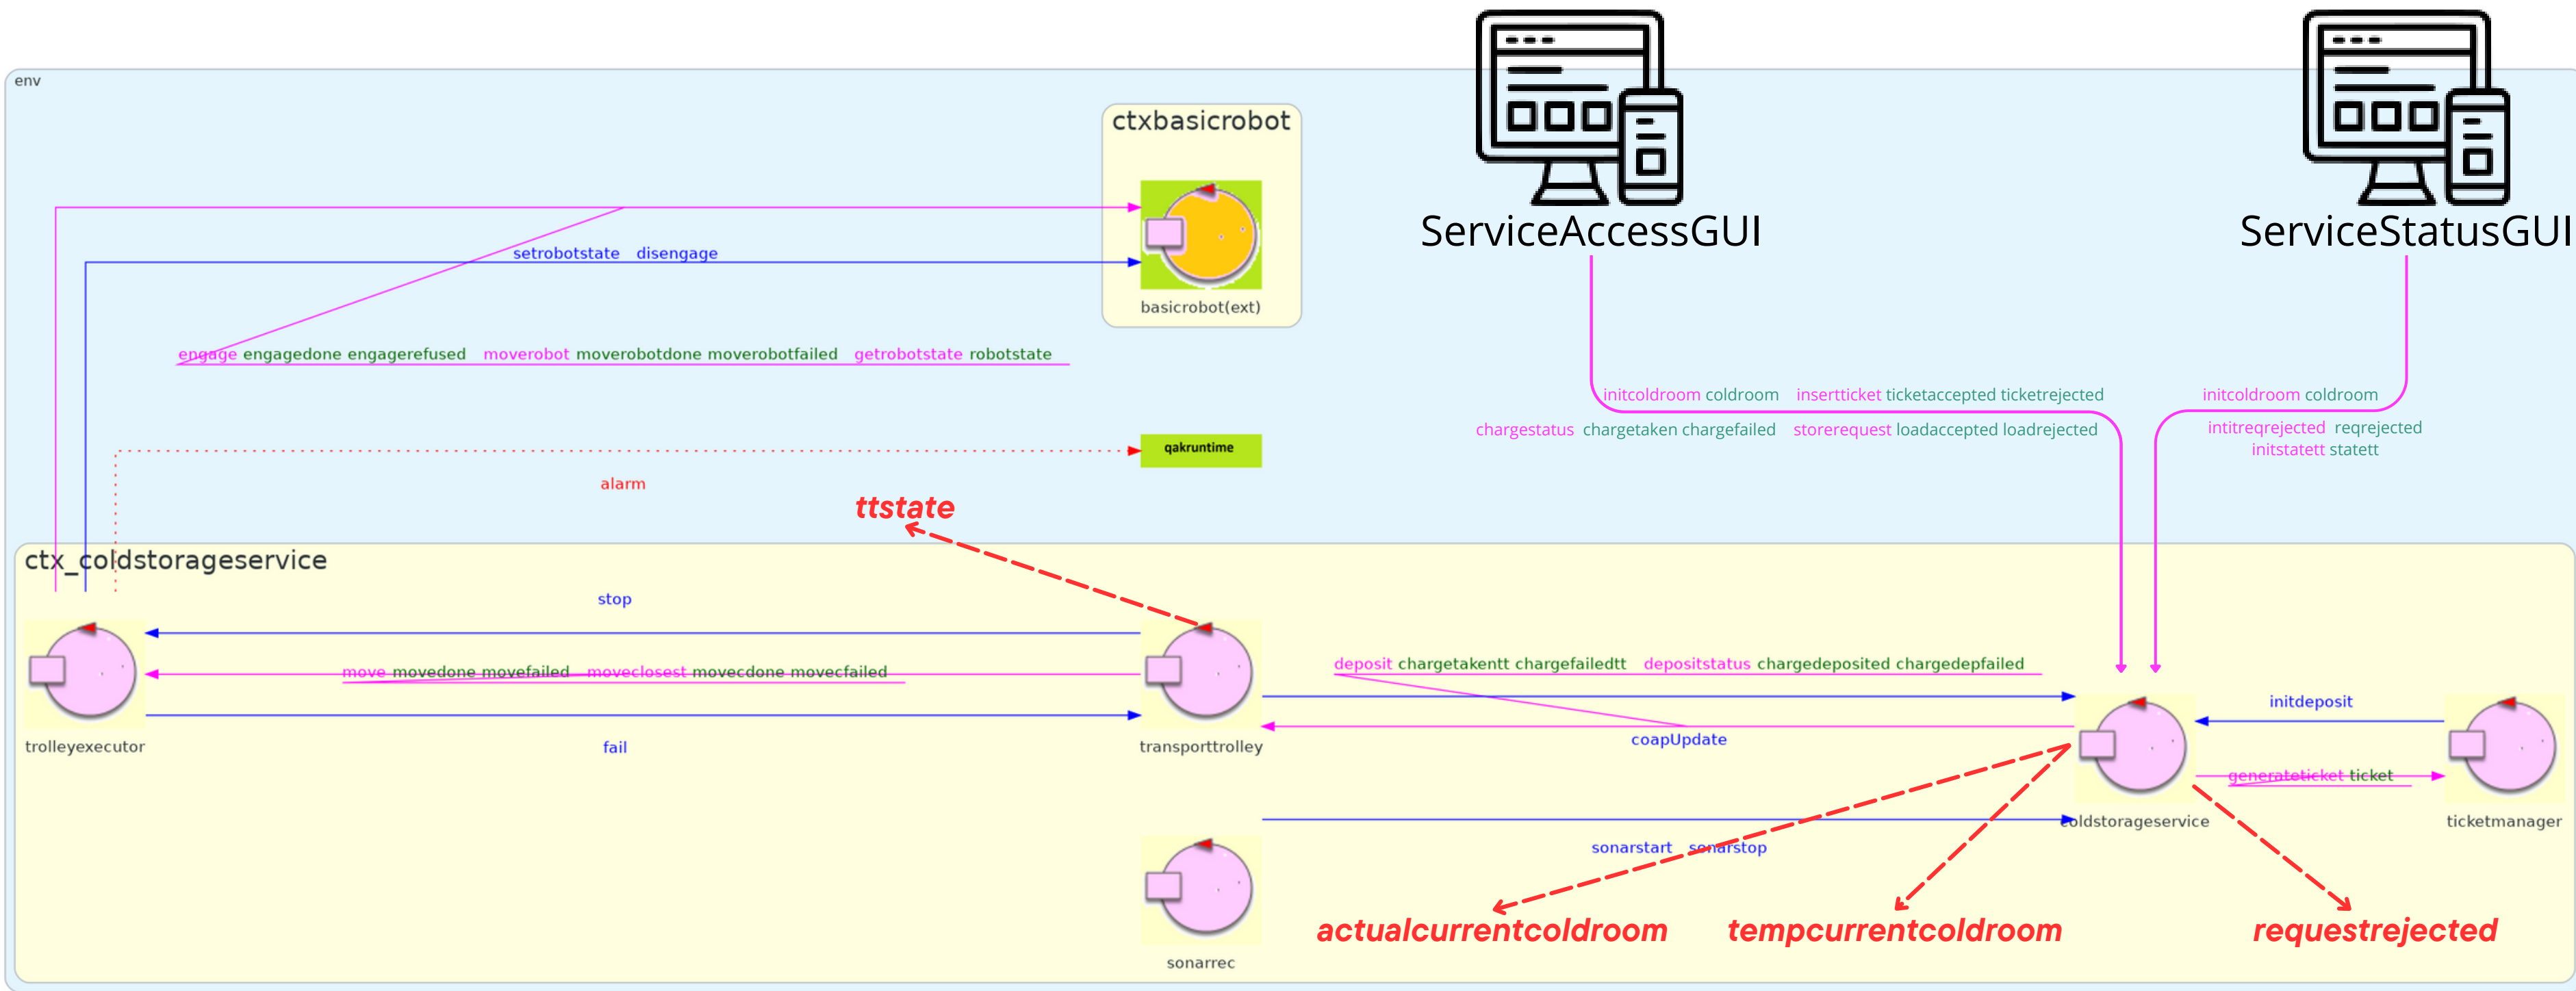 env
ctxbasicrobot
basicrobot(ext)
ServiceAccessGUI
ServiceStatusGUI
setrobotstate disengage
engage engagedone engagerefused moverobot moverobotdone moverobotfailed getrobotstate robotstate
initcoldroom coldroom insertticket ticketaccepted ticketrejected
chargestatus chargetaken chargefailed storerequest loadaccepted loadrejected
initcoldroom coldroom
intitreqrejected reqrejected
initstatett statett
qakruntime
alarm
ttstate
ctx_coldstorageservice
stop
move movedone movefailed moveclosest movecdone movecfailed
fail
trolleyexecutor
transporttrolley
deposit chargetakentt chargefailedtt depositstatus chargedeposited chargedepfailed
coapUpdate
initdeposit
generateticket ticket
coldstorageservice
ticketmanager
sonarstart sonarstop
sonarrec
actualcurrentcoldroom
tempcurrentcoldroom
requestrejected